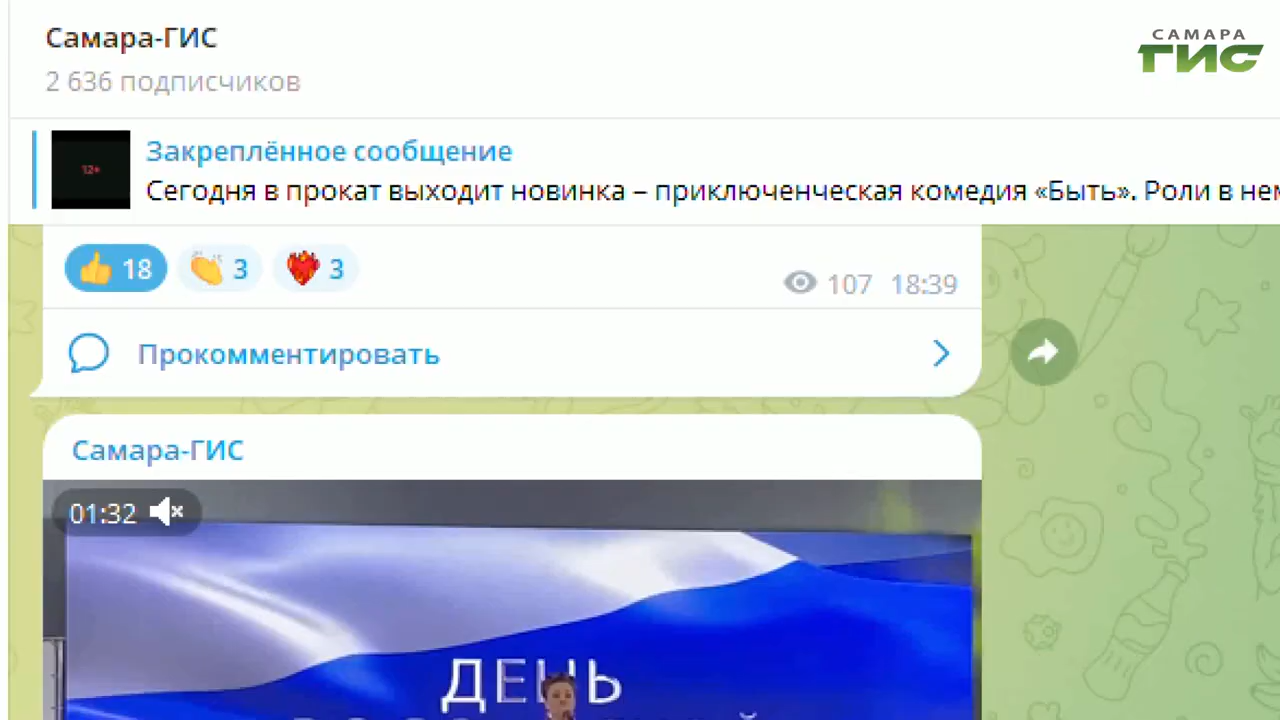 Самара-ГИС
2 636 подписчиков
САМАРА
ГИС
Закреплённое сообщение
12+
Сегодня в прокат выходит новинка – приключенческая комедия «Быть». Роли в
18 3 3
107 18:39
Прокомментировать
Самара-ГИС
01:32
ДЕНЬ